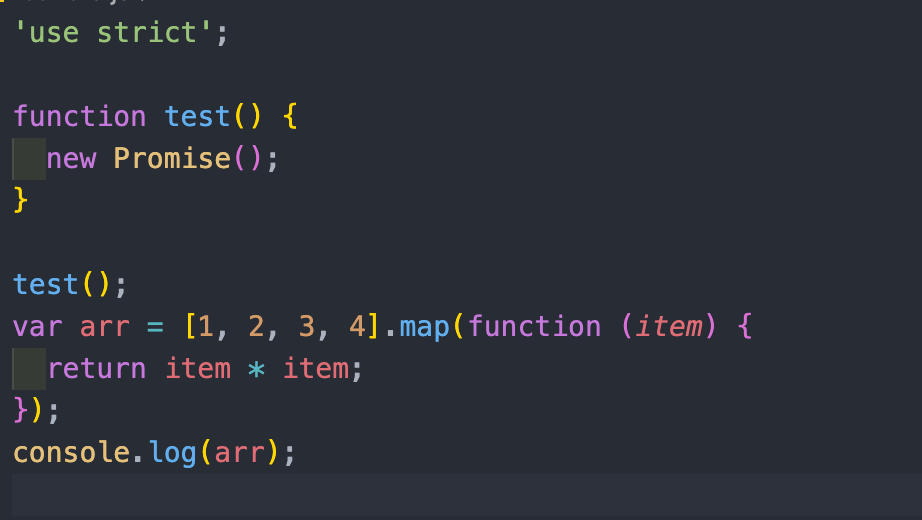 'use strict';
function test() {
  new Promise();
}
test();
var arr = [1, 2, 3, 4].map(function (item) {
  return item * item;
});
console.log(arr);